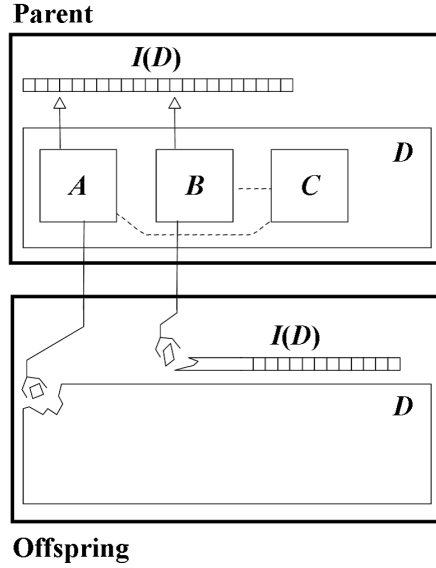 Parent
I(D)
D
A B C
I(D)
D
Offspring